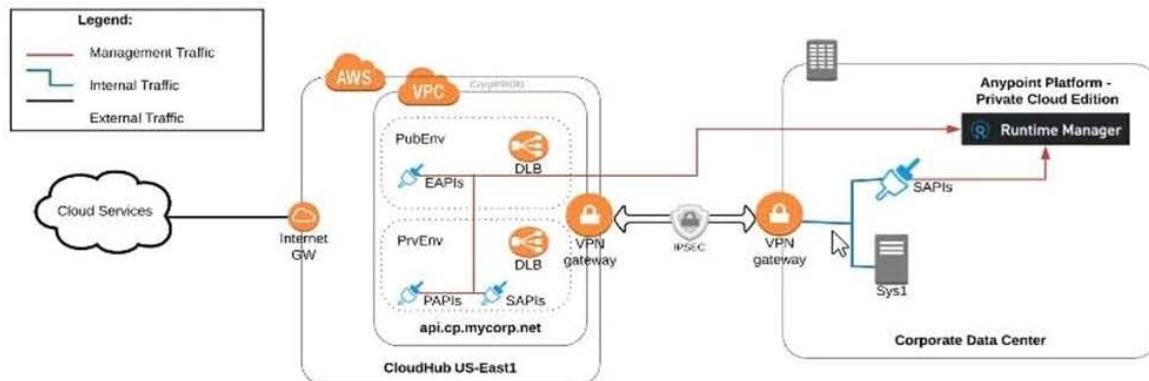 Legend:
Management Traffic
Internal Traffic
External Traffic
Cloud Services
Internet
GW
AWS
VPC
CorpPROD
PubEnv
DLB
EAPIs
PrvEnv
DLB
PAPIs
SAPIs
api.cp.mycorp.net
CloudHub US-East1
VPN
gateway
IPSEC
VPN
gateway
Anypoint Platform -
Private Cloud Edition
Runtime Manager
SAPIs
Sys1
Corporate Data Center